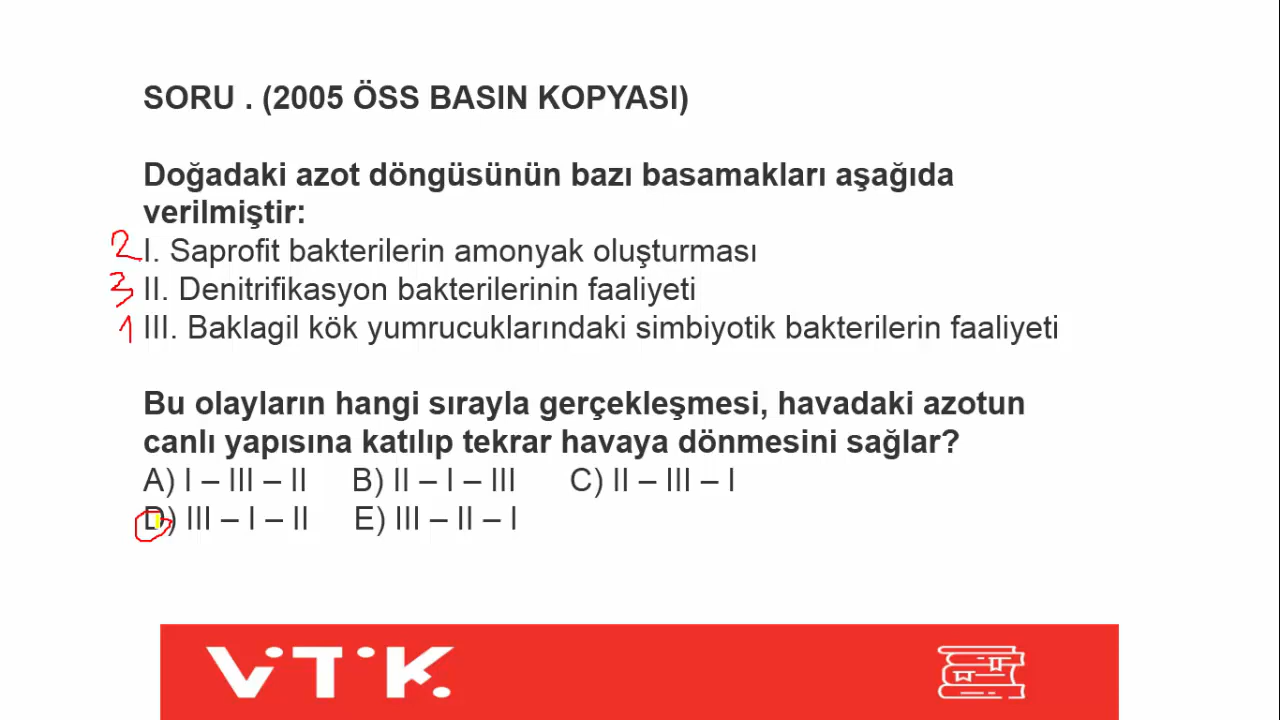 SORU . (2005 ÖSS BASIN KOPYASI)
Doğadaki azot döngüsünün bazı basamakları aşağıda
verilmiştir:
2 I. Saprofit bakterilerin amonyak oluşturması
3 II. Denitrifikasyon bakterilerinin faaliyeti
1 III. Baklagil kök yumrucuklarındaki simbiyotik bakterilerin faaliyeti
Bu olayların hangi sırayla gerçekleşmesi, havadaki azotun
canlı yapısına katılıp tekrar havaya dönmesini sağlar?
A) I – III – II B) II – I – III C) II – III – I
D) III – I – II E) III – II – I
ViTiK.